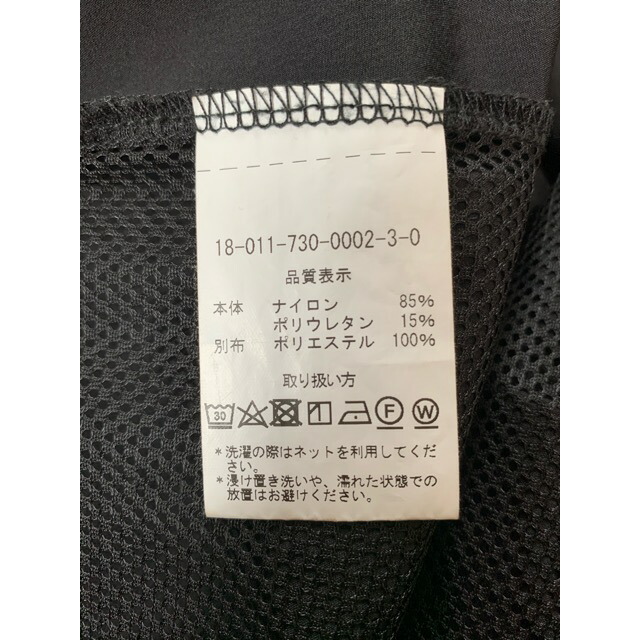 18-011-730-0002-3-0
品質表示
本体 ナイロン 85%
ポリウレタン 15%
別布 ポリエステル 100%
取り扱い方
30 F W
*洗濯の際はネットを利用してくだ
さい。
*浸け置き洗いや、濡れた状態での
放置はお避けください。